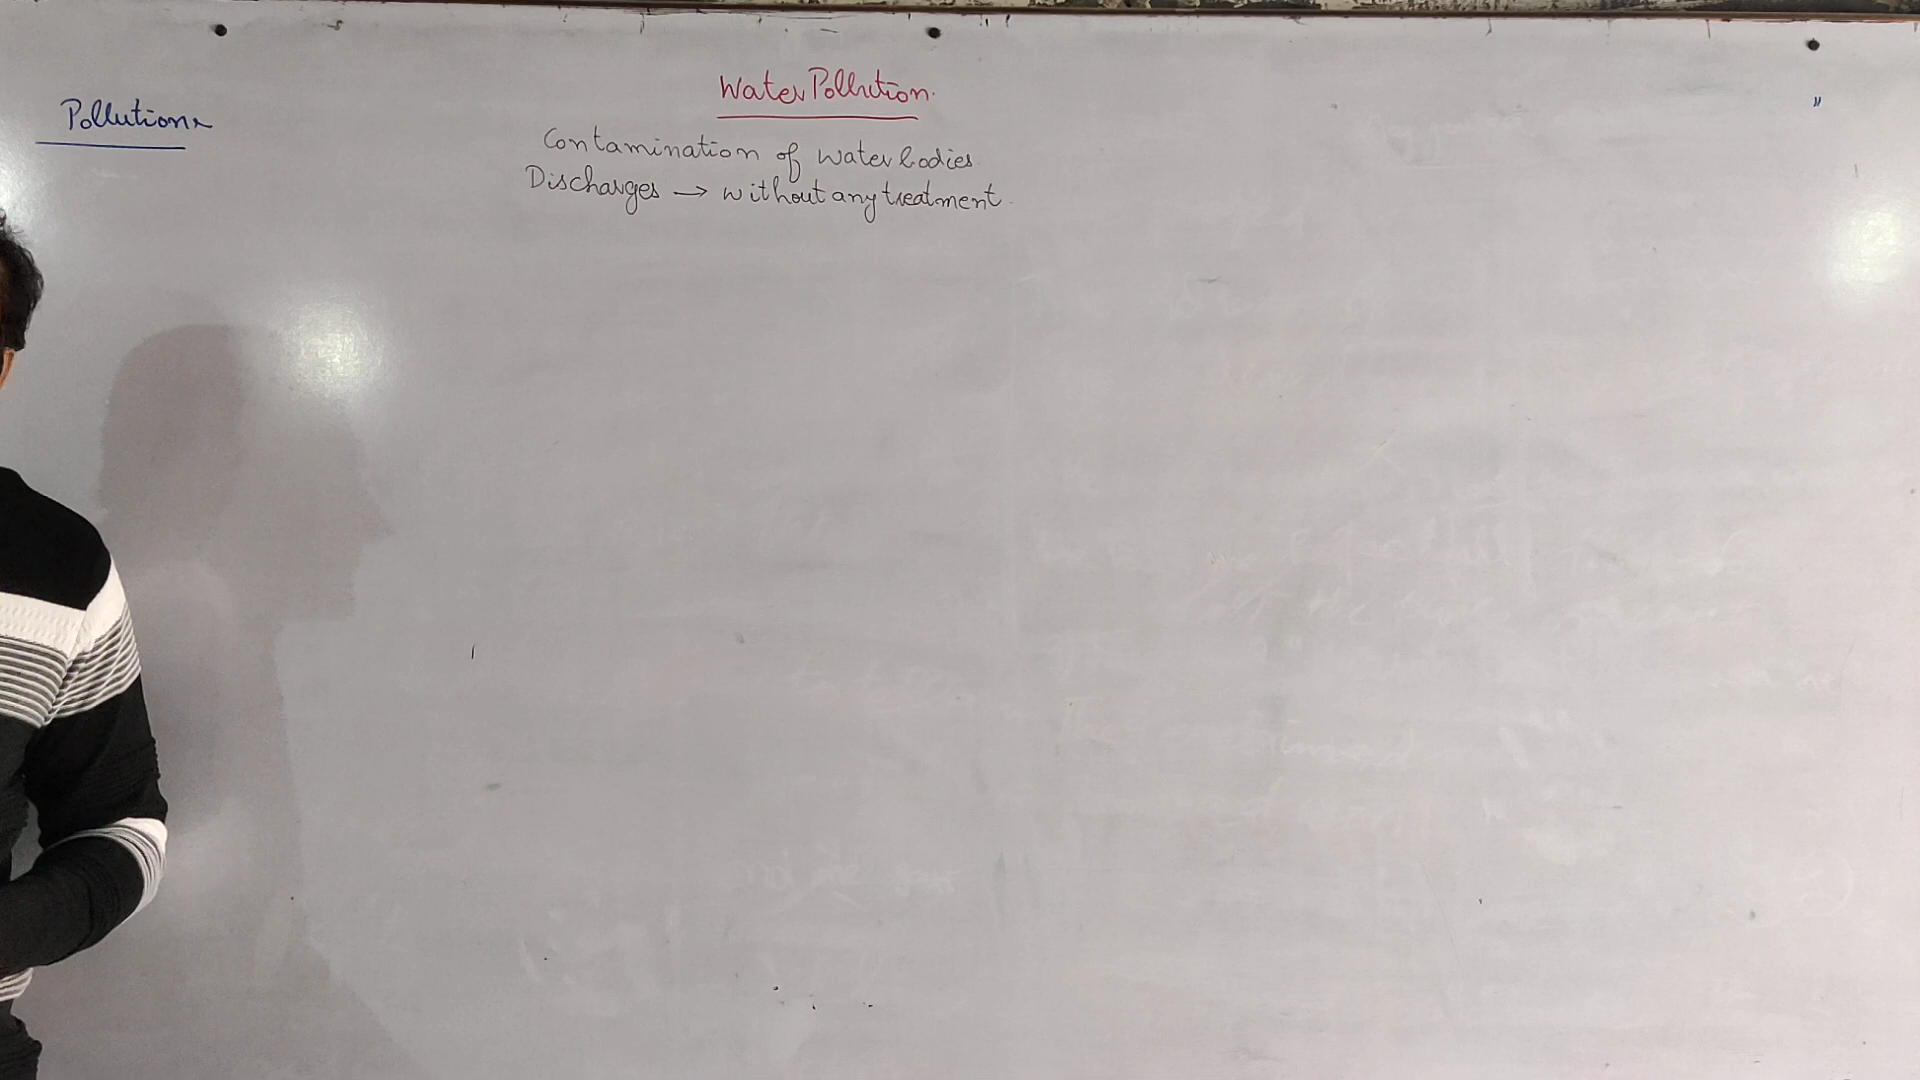 Pollution
Water Pollution.
Contamination of water bodies.
Discharges → without any treatment.